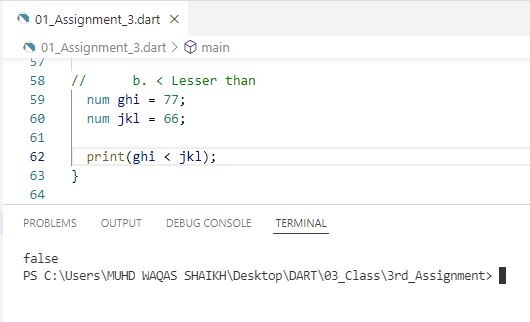 01_Assignment_3.dart ×
01_Assignment_3.dart > main
57
58 // b. < Lesser than
59 num ghi = 77;
60 num jkl = 66;
61
62 print(ghi < jkl);
63 }
64
PROBLEMS OUTPUT DEBUG CONSOLE TERMINAL
false
PS C:\Users\MUHD WAQAS SHAIKH\Desktop\DART\03_Class\3rd_Assignment>